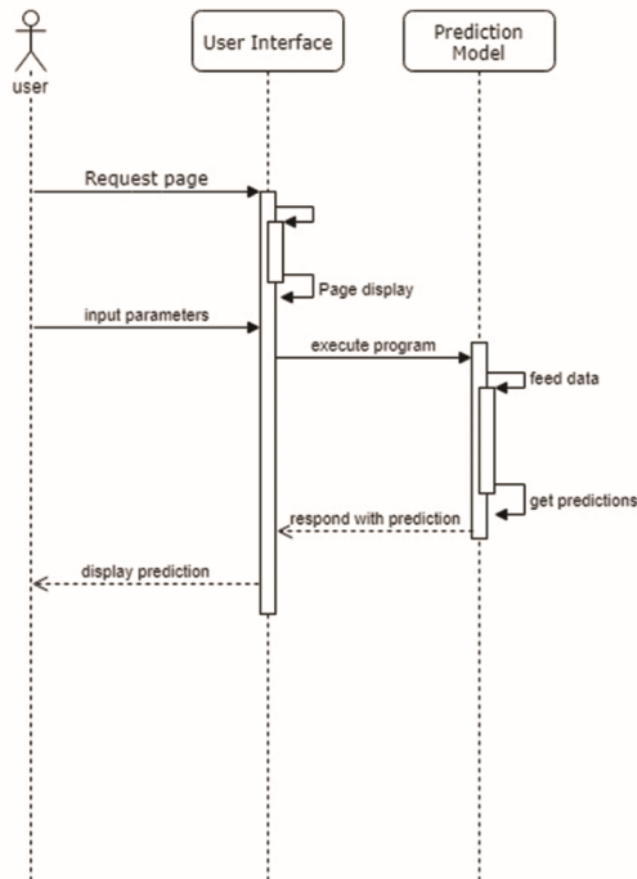 User Interface
Prediction
Model
user
Request page
Page display
input parameters
execute program
feed data
get predictions
respond with prediction
display prediction